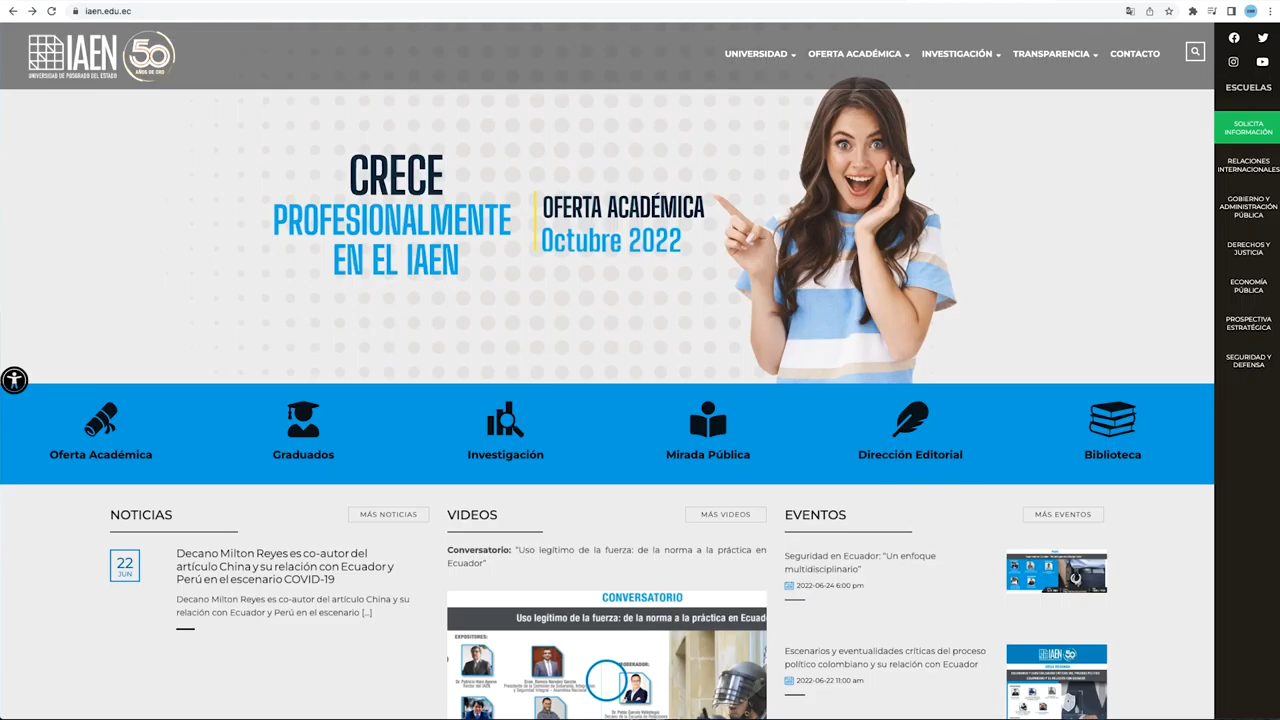 iaen.edu.ec
IAEN
UNIVERSIDAD DE POSGRADO DEL ESTADO
50
AÑOS DE ORO
UNIVERSIDAD
OFERTA ACADÉMICA
INVESTIGACIÓN
TRANSPARENCIA
CONTACTO
ESCUELAS
SOLICITA
INFORMACIÓN
RELACIONES
INTERNACIONALES
GOBIERNO Y
ADMINISTRACIÓN
PÚBLICA
DERECHOS Y
JUSTICIA
ECONOMÍA
PÚBLICA
PROSPECTIVA
ESTRATÉGICA
SEGURIDAD Y
DEFENSA
CRECE
PROFESIONALMENTE
EN EL IAEN
OFERTA ACADÉMICA
Octubre 2022
Oferta Académica
Graduados
Investigación
Mirada Pública
Dirección Editorial
Biblioteca
NOTICIAS
MÁS NOTICIAS
22
JUN
Decano Milton Reyes es co-autor del
artículo China y su relación con Ecuador y
Perú en el escenario COVID-19
Decano Milton Reyes es co-autor del artículo China y su
relación con Ecuador y Perú en el escenario [...]
VIDEOS
MÁS VIDEOS
Conversatorio: "Uso legítimo de la fuerza: de la norma a la práctica en
Ecuador"
CONVERSATORIO
Uso legítimo de la fuerza: de la norma a la práctica en Ecuad
EXPOSITORES:
MODERADOR:
EVENTOS
MÁS EVENTOS
Seguridad en Ecuador: "Un enfoque
multidisciplinario"
2022-06-24 6:00 pm
Escenarios y eventualidades críticas del proceso
político colombiano y su relación con Ecuador
2022-06-22 11:00 am
IAEN